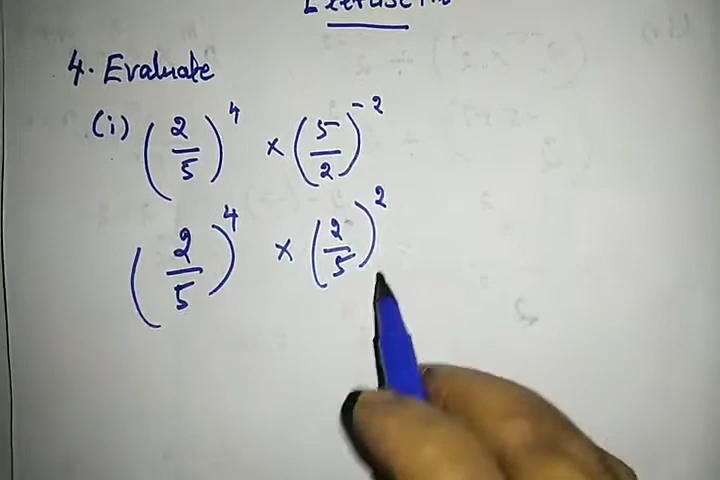 4. Evaluate
(i) (2/5)^4 × (5/2)^-2
(2/5)^4 × (2/5)^2